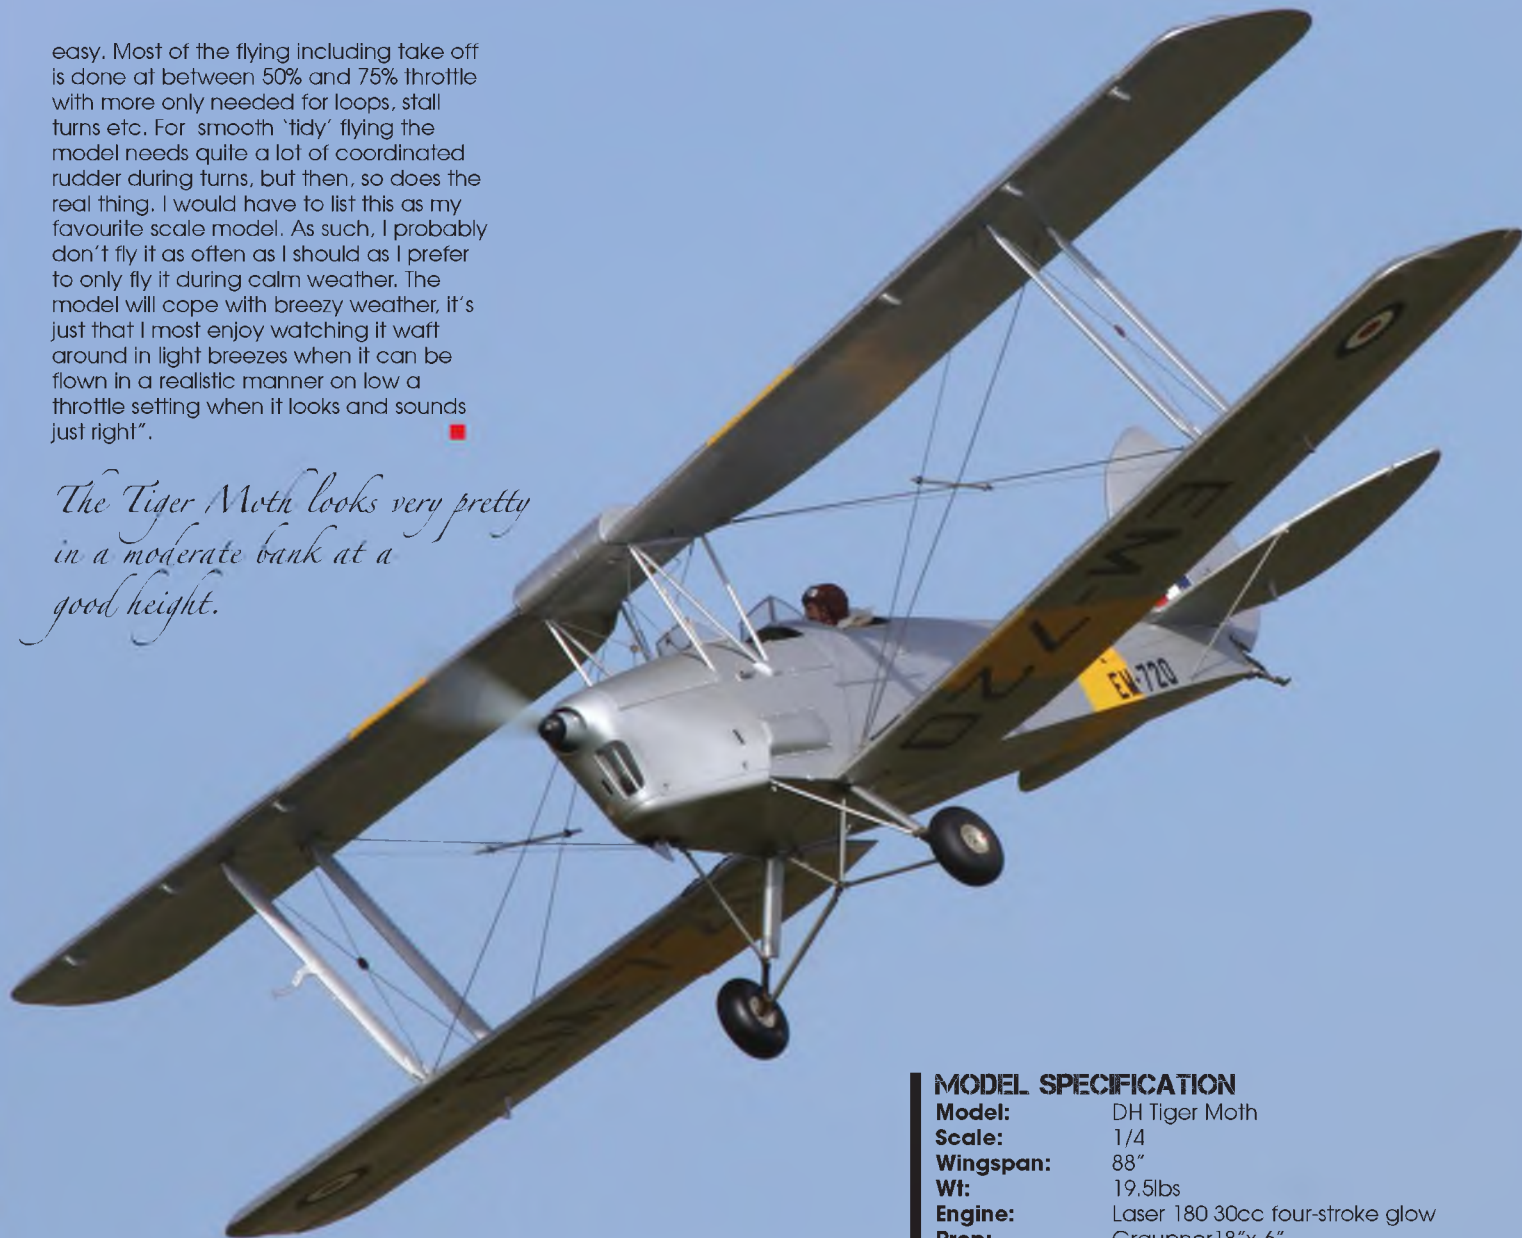 easy. Most of the flying including take off
is done at between 50% and 75% throttle
with more only needed for loops, stall
turns etc. For smooth ‘tidy’ flying the
model needs quite a lot of coordinated
rudder during turns, but then, so does the
real thing. I would have to list this as my
favourite scale model. As such, I probably
don’t fly it as often as I should as I prefer
to only fly it during calm weather. The
model will cope with breezy weather, it’s
just that I most enjoy watching it waft
around in light breezes when it can be
flown in a realistic manner on low a
throttle setting when it looks and sounds
just right”.
The Tiger Moth looks very pretty
in a moderate bank at a
good height.
EM-720
EM-720
MODEL SPECIFICATION
Model: DH Tiger Moth
Scale: 1/4
Wingspan: 88”
Wt: 19.5lbs
Engine: Laser 180 30cc four-stroke glow
Prop: Graupner18”x 6”